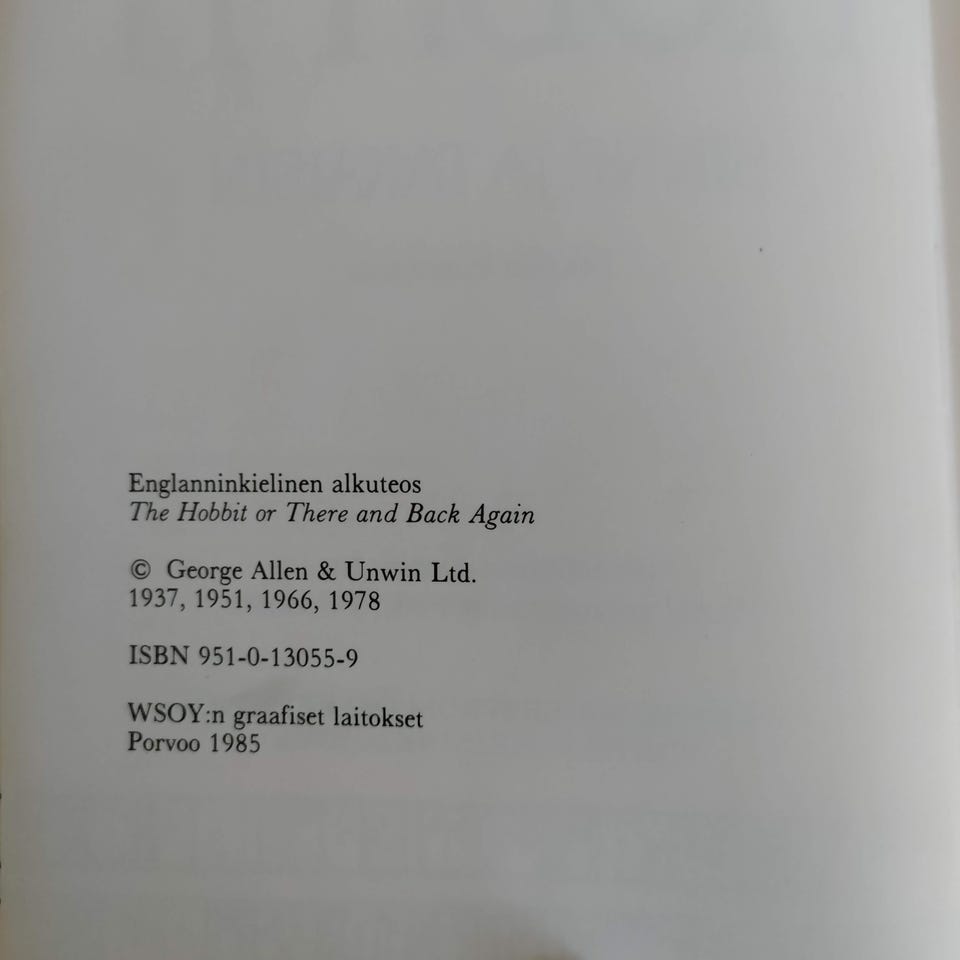 Englanninkielinen alkuteos
The Hobbit or There and Back Again
© George Allen & Unwin Ltd.
1937, 1951, 1966, 1978
ISBN 951-0-13055-9
WSOY:n graafiset laitokset
Porvoo 1985